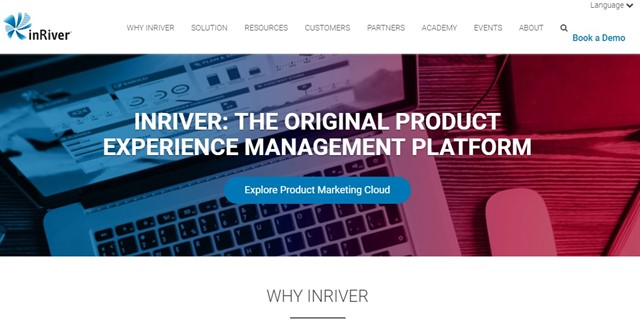 Language
inRiver
WHY INRIVER SOLUTION RESOURCES CUSTOMERS PARTNERS ACADEMY EVENTS ABOUT
Book a Demo
INRIVER: THE ORIGINAL PRODUCT
EXPERIENCE MANAGEMENT PLATFORM
Explore Product Marketing Cloud
WHY INRIVER